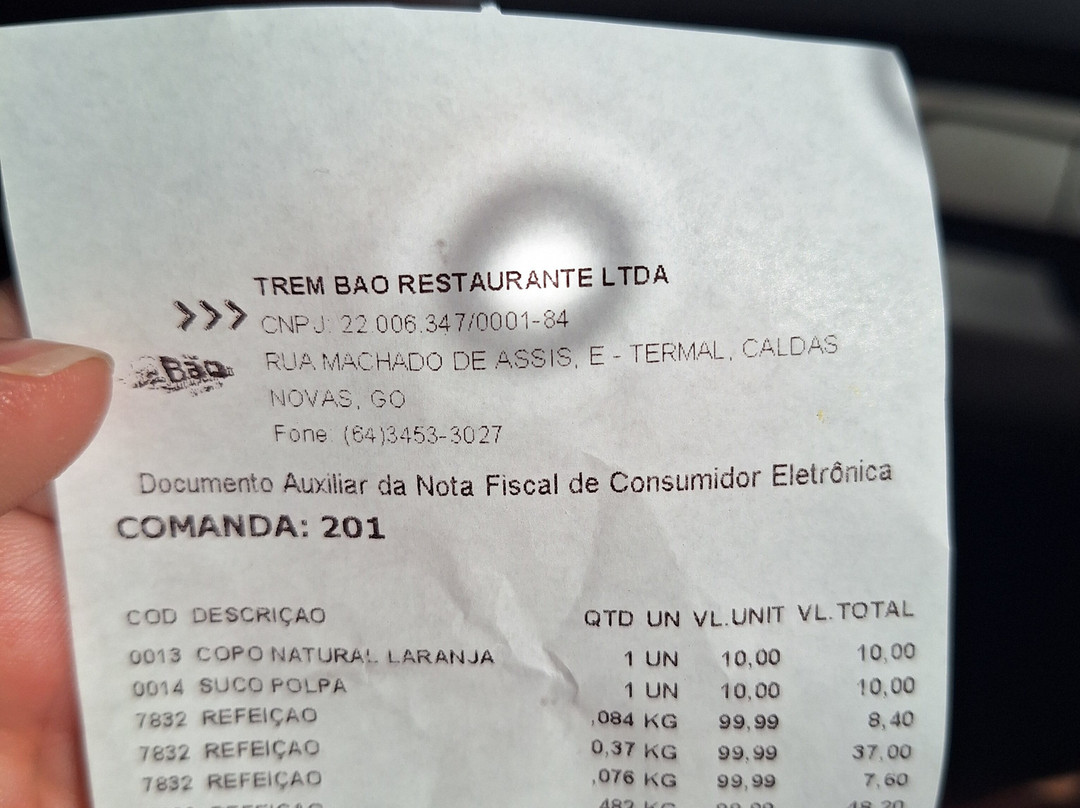 TREM BAO RESTAURANTE LTDA
>>> CNPJ: 22.006.347/0001-84
Bão
RUA MACHADO DE ASSIS, E - TERMAL, CALDAS
NOVAS, GO
Fone: (64)3453-3027
Documento Auxiliar da Nota Fiscal de Consumidor Eletrônica
COMANDA: 201
COD DESCRIÇAO QTD UN VL.UNIT VL.TOTAL
0013 COPO NATURAL LARANJA 1 UN 10,00 10,00
0014 SUCO POLPA 1 UN 10,00 10,00
7832 REFEIÇAO ,084 KG 99,99 8,40
7832 REFEIÇAO 0,37 KG 99,99 37,00
7832 REFEIÇAO ,076 KG 99,99 7,60